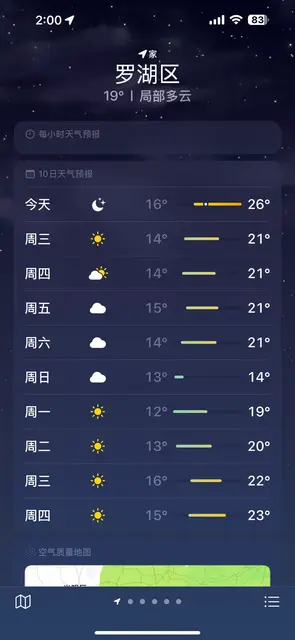 2:00
83
家
罗湖区
19° | 局部多云
每小时天气预报
10日天气预报
今天 16° 26°
周三 14° 21°
周四 14° 21°
周五 15° 21°
周六 14° 21°
周日 13° 14°
周一 12° 19°
周二 13° 20°
周三 16° 22°
周四 15° 23°
空气质量地图